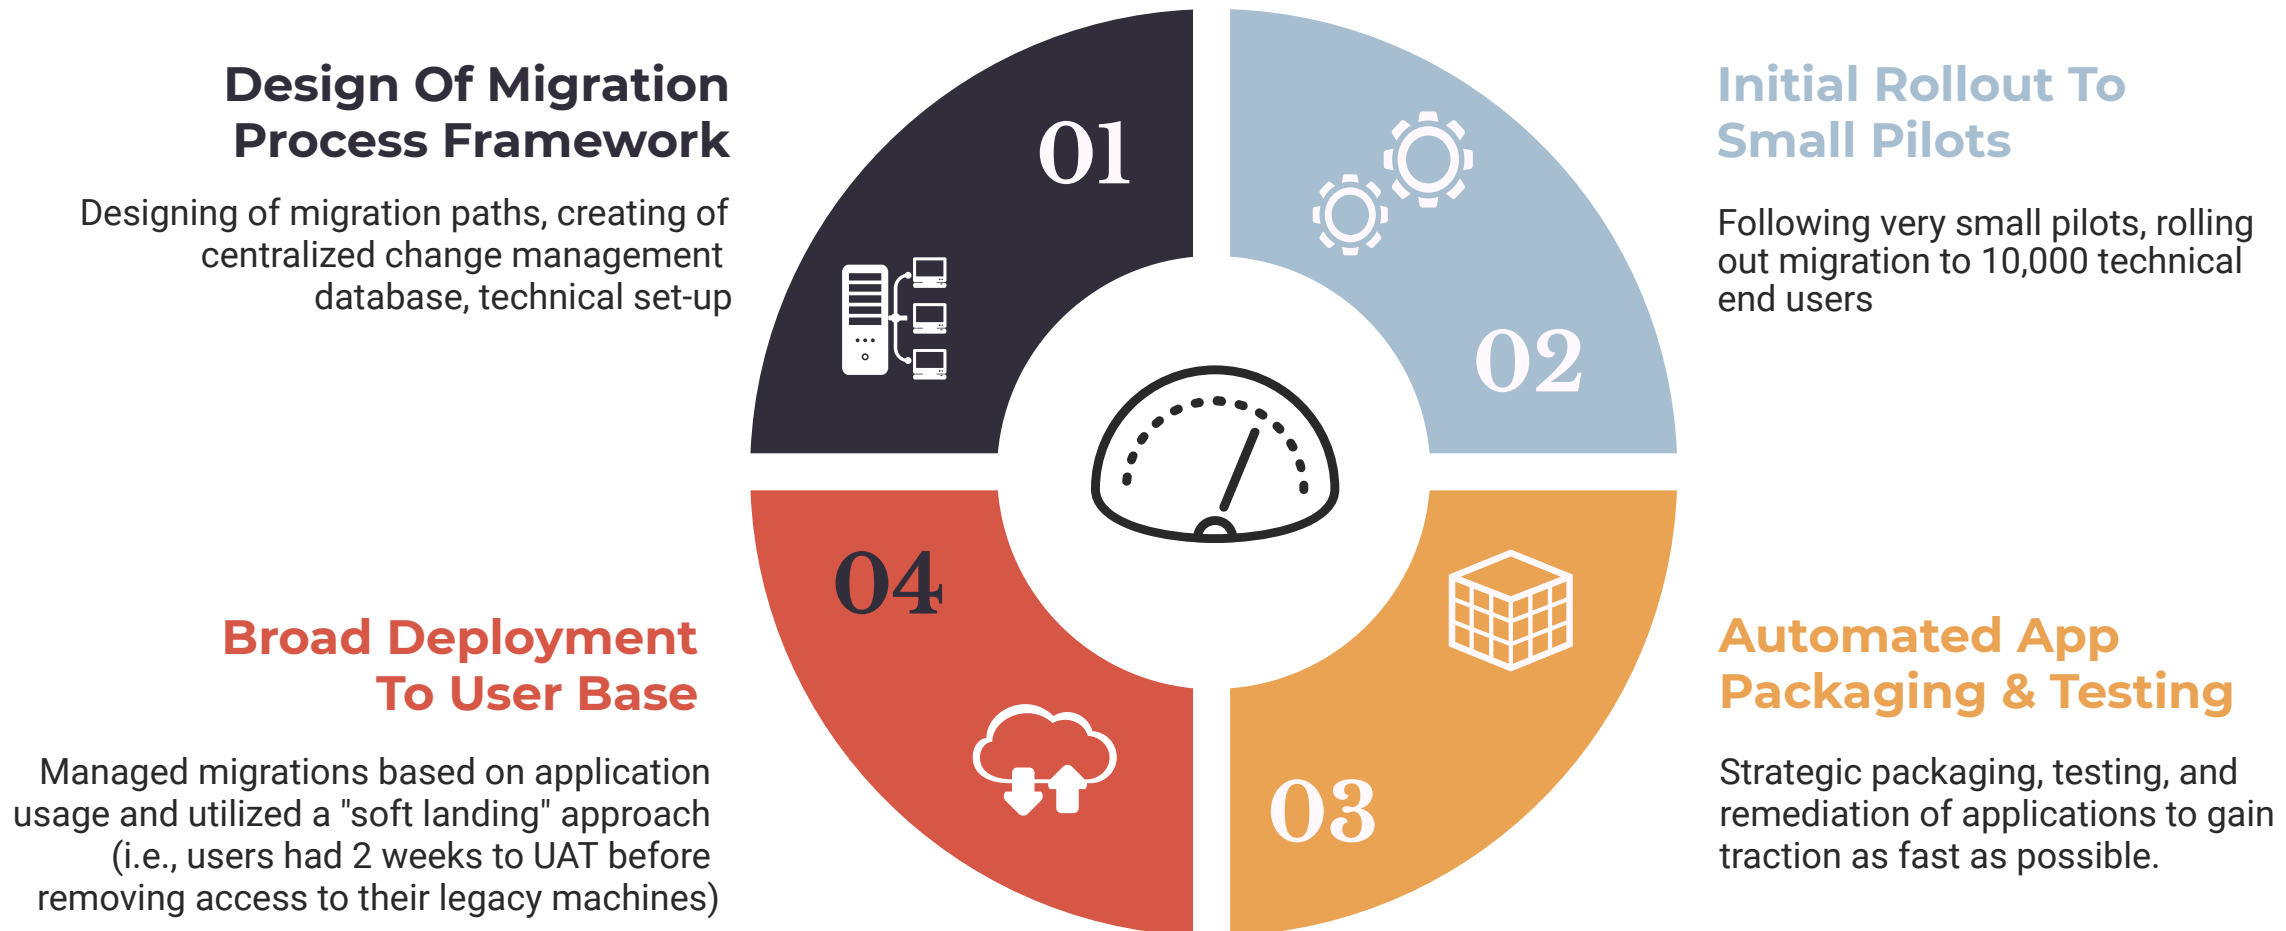 Design Of Migration
Process Framework
Designing of migration paths, creating of
centralized change management
database, technical set-up
01
Initial Rollout To
Small Pilots
Following very small pilots, rolling
out migration to 10,000 technical
end users
02
Automated App
Packaging & Testing
Strategic packaging, testing, and
remediation of applications to gain
traction as fast as possible.
03
Broad Deployment
To User Base
Managed migrations based on application
usage and utilized a "soft landing" approach
(i.e., users had 2 weeks to UAT before
removing access to their legacy machines)
04